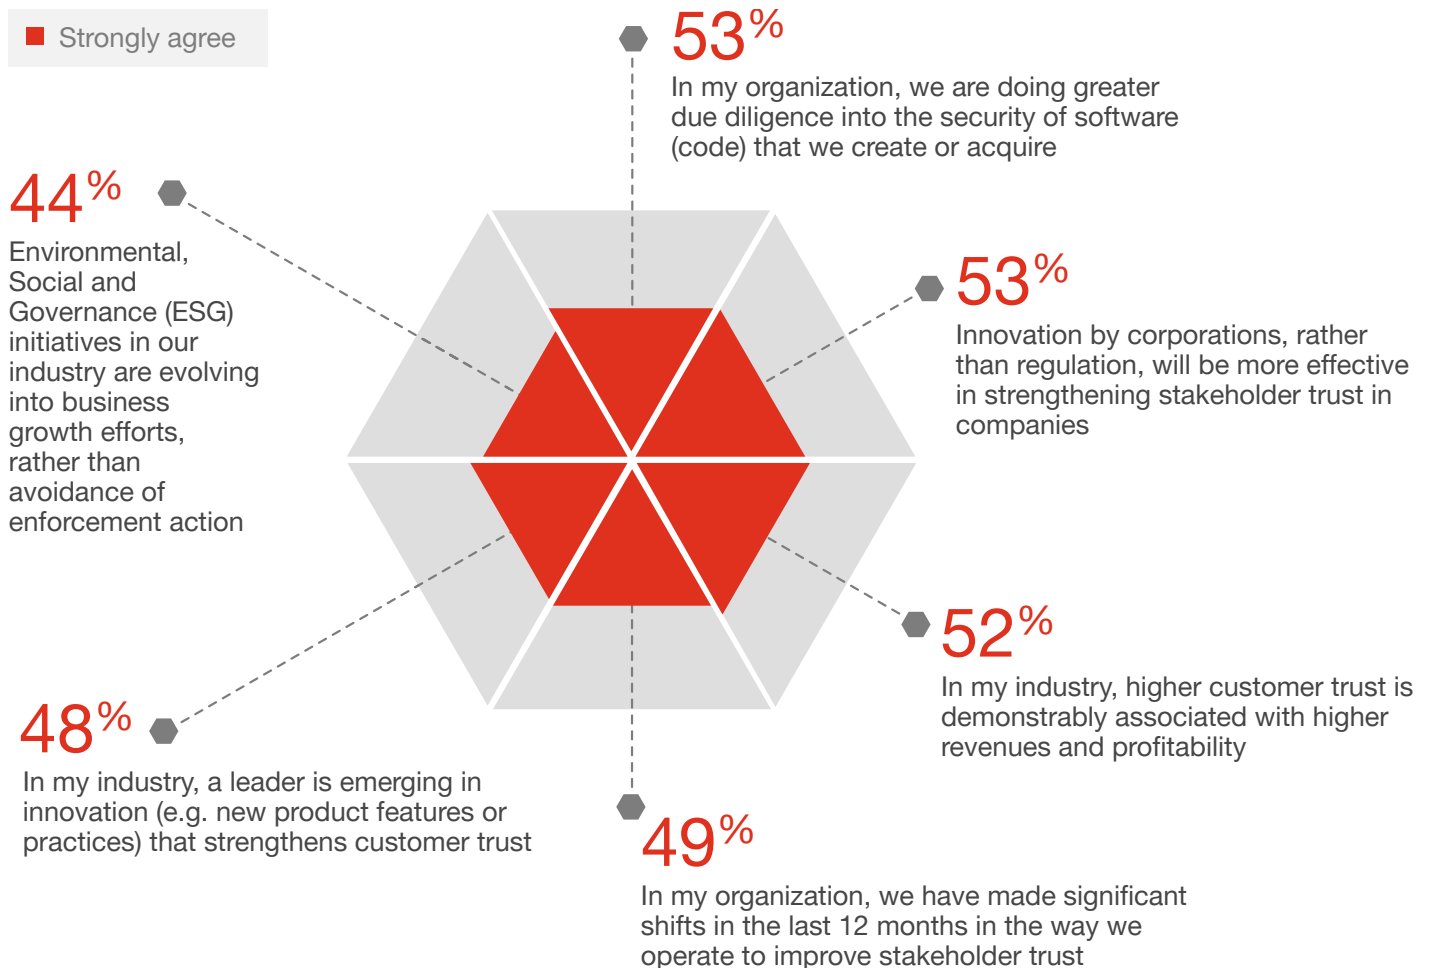 Strongly agree
53%
In my organization, we are doing greater
due diligence into the security of software
(code) that we create or acquire
53%
Innovation by corporations, rather
than regulation, will be more effective
in strengthening stakeholder trust in
companies
52%
In my industry, higher customer trust is
demonstrably associated with higher
revenues and profitability
49%
In my organization, we have made significant
shifts in the last 12 months in the way we
operate to improve stakeholder trust
48%
In my industry, a leader is emerging in
innovation (e.g. new product features or
practices) that strengthens customer trust
44%
Environmental,
Social and
Governance (ESG)
initiatives in our
industry are evolving
into business
growth efforts,
rather than
avoidance of
enforcement action